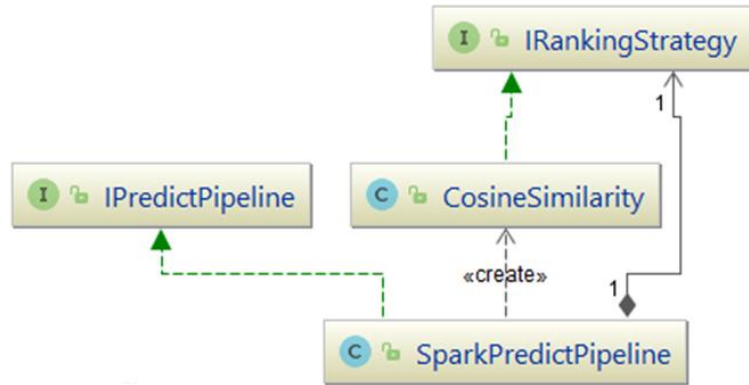 I IRankingStrategy
1
I IPredictPipeline
C CosineSimilarity
«create»
1
C SparkPredictPipeline